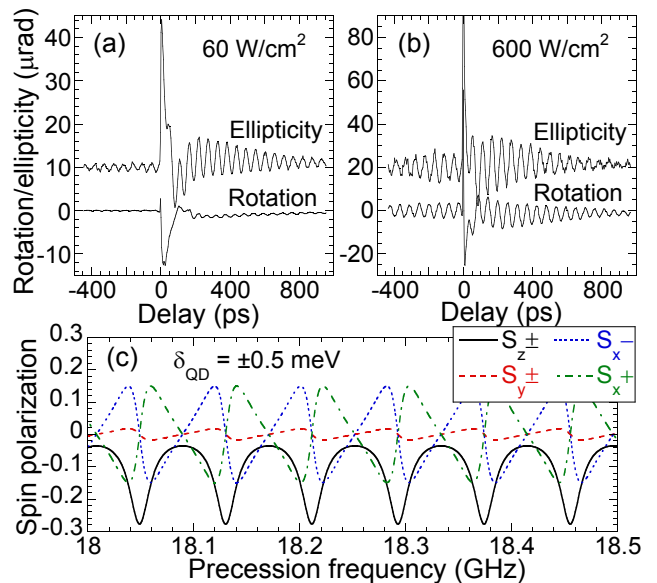 Rotation/ellipticity (μrad)
(a) 60 W/cm²
Ellipticity
Rotation
40
30
20
10
0
-10
-400 0 400 800
Delay (ps)
(b) 600 W/cm²
Ellipticity
Rotation
80
60
40
20
0
-20
-400 0 400 800
Delay (ps)
(c) δQD = ±0.5 meV
Sz± Sx−
Sy± Sx+
Spin polarization
0.3
0.2
0.1
0
-0.1
-0.2
-0.3
18 18.1 18.2 18.3 18.4 18.5
Precession frequency (GHz)